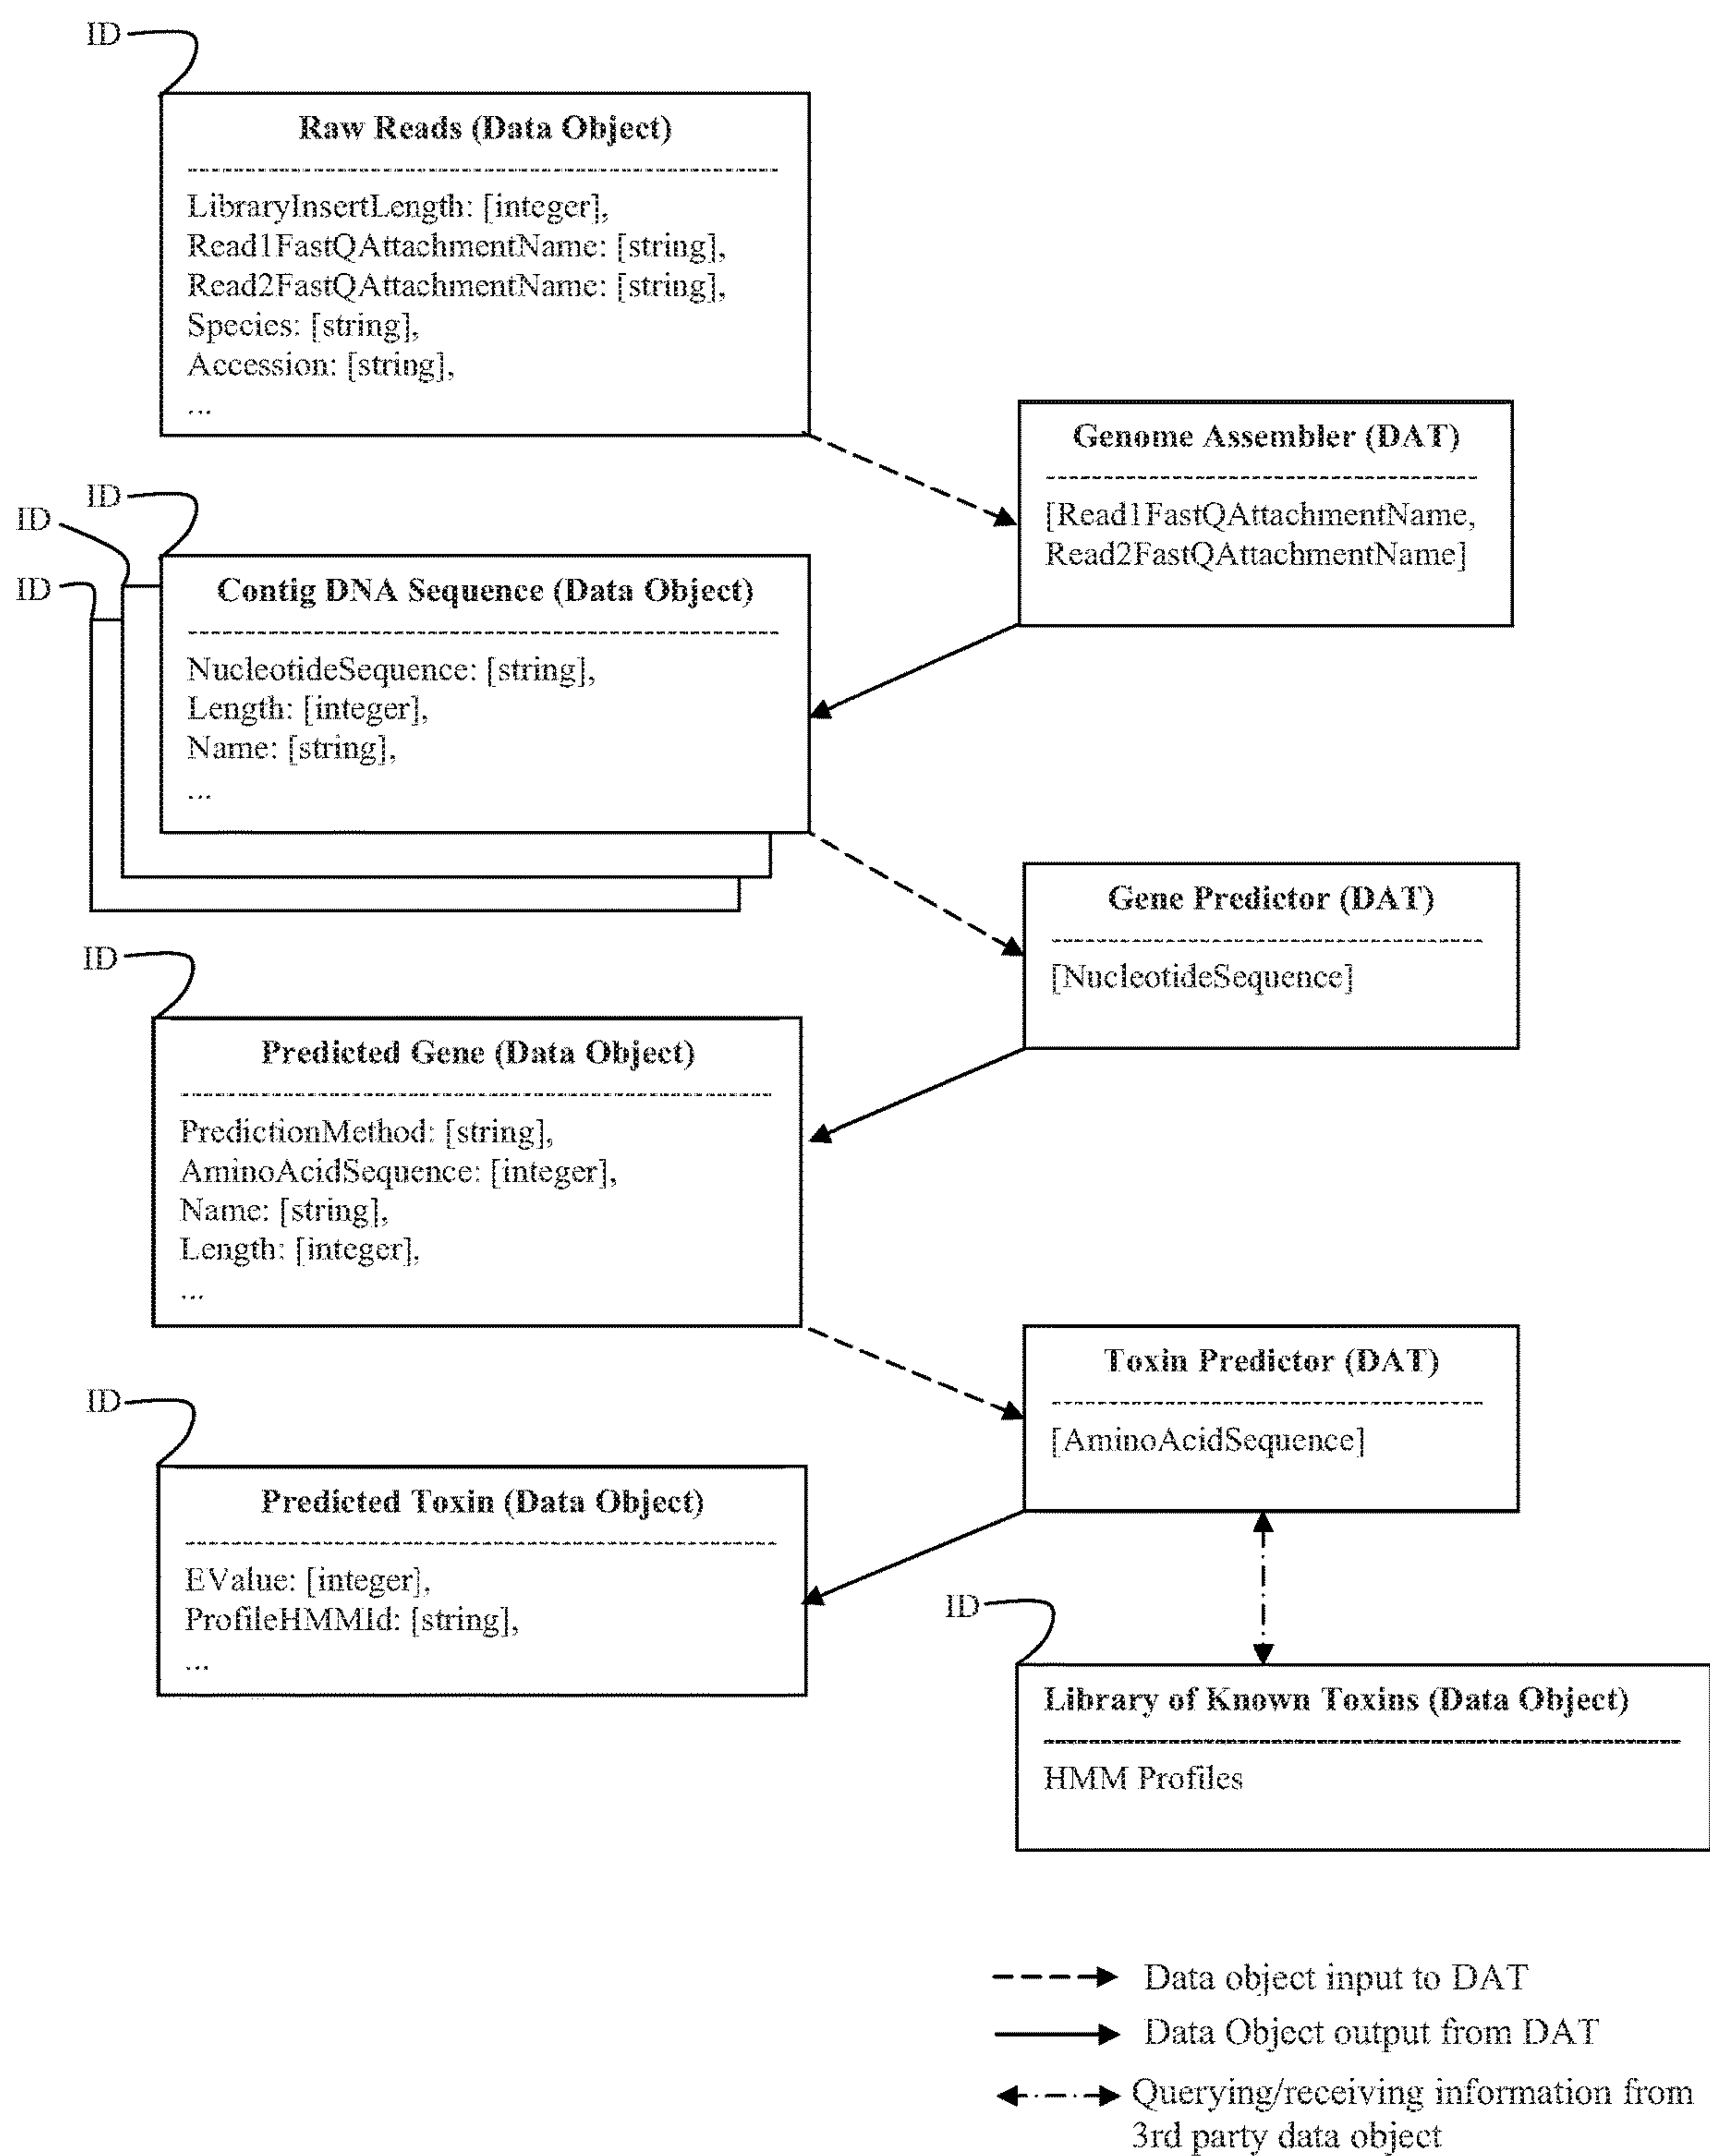 ID
Raw Reads (Data Object)
LibraryInsertLength: [integer],
Read1FastQAttachmentName: [string],
Read2FastQAttachmentName: [string],
Species: [string],
Accession: [string],
...
Genome Assembler (DAT)
[Read1FastQAttachmentName,
Read2FastQAttachmentName]
ID
ID
ID
Contig DNA Sequence (Data Object)
NucleotideSequence: [string],
Length: [integer],
Name: [string],
...
Gene Predictor (DAT)
[NucleotideSequence]
ID
Predicted Gene (Data Object)
PredictionMethod: [string],
AminoAcidSequence: [integer],
Name: [string],
Length: [integer],
...
Toxin Predictor (DAT)
[AminoAcidSequence]
ID
Predicted Toxin (Data Object)
EValue: [integer],
ProfileHMMId: [string],
...
ID
Library of Known Toxins (Data Object)
HMM Profiles
Data object input to DAT
Data Object output from DAT
Querying/receiving information from
3rd party data object